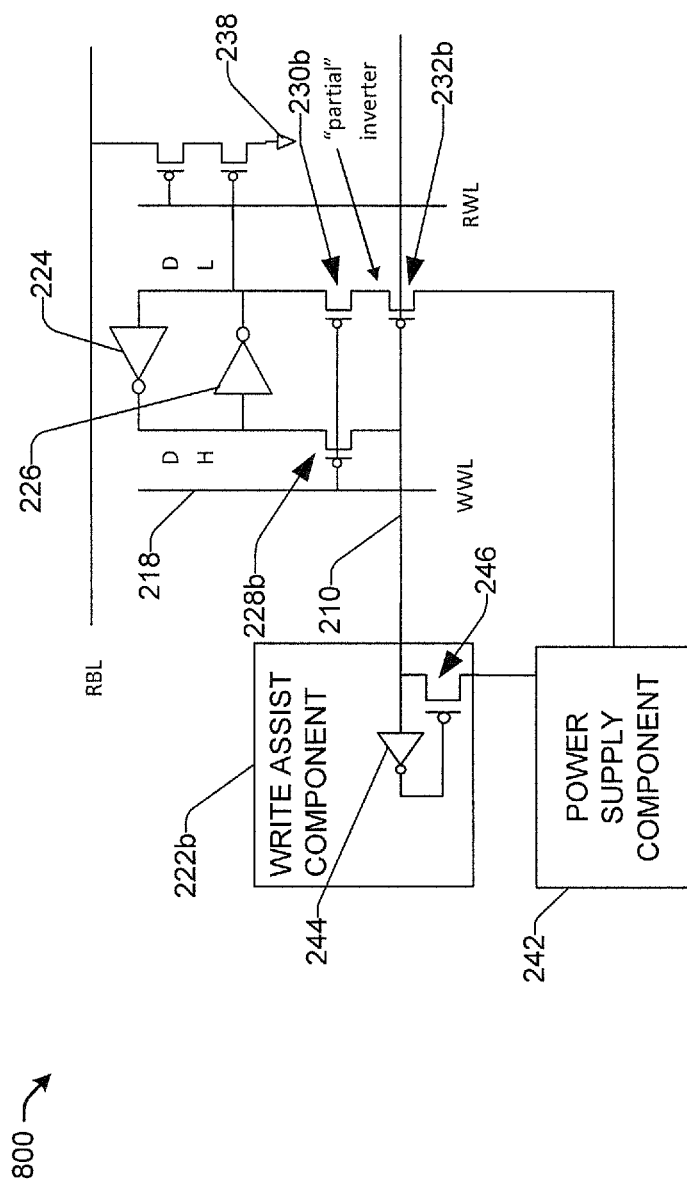 800
RBL
224
238
226
D
D
H
L
218
230b
"partial"
inverter
228b
222b
WRITE ASSIST
COMPONENT
210
232b
WWL
RWL
246
244
POWER
SUPPLY
COMPONENT
242